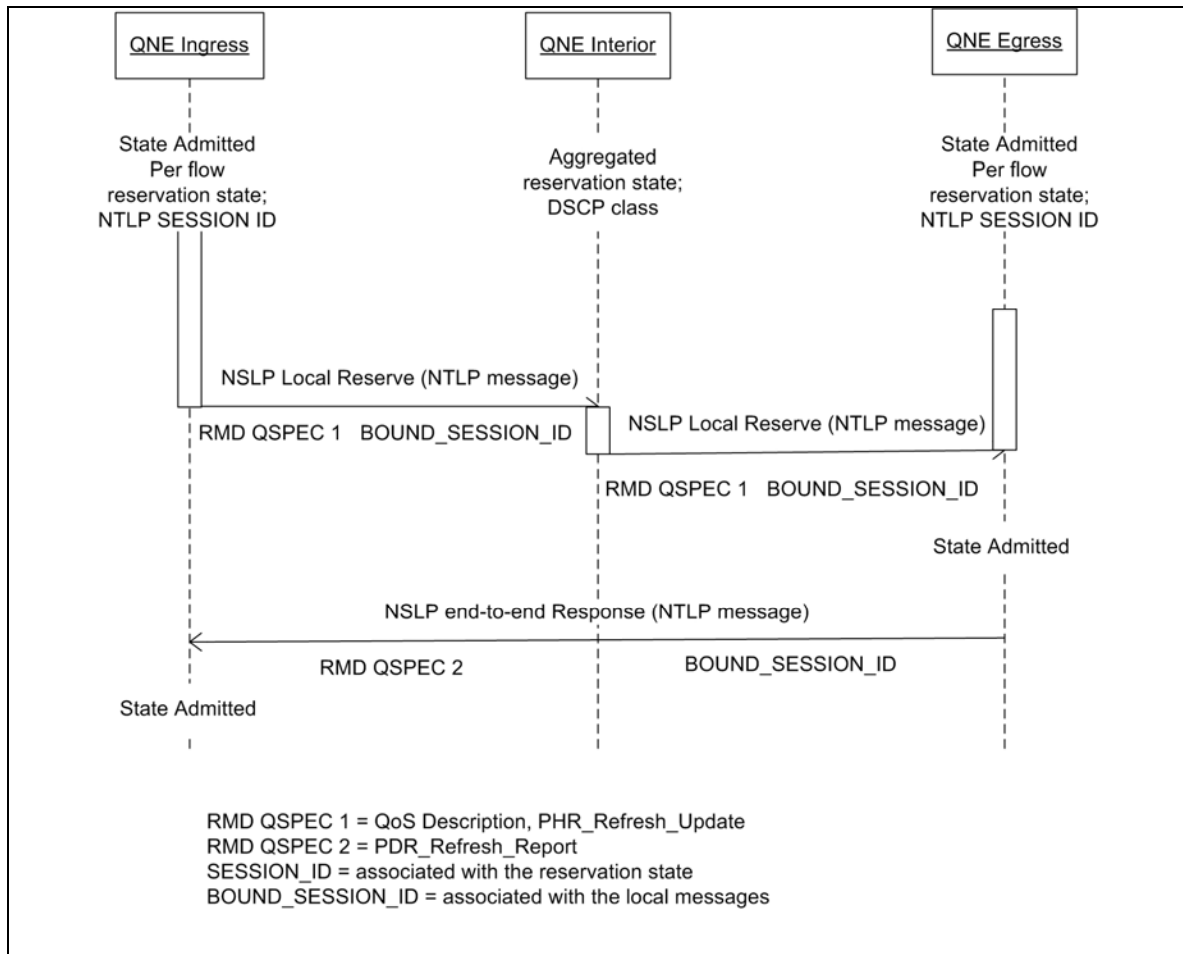 QNE Ingress
QNE Interior
QNE Egress
State Admitted
Per flow
reservation state;
NTLP SESSION ID
Aggregated
reservation state;
DSCP class
State Admitted
Per flow
reservation state;
NTLP SESSION ID
NSLP Local Reserve (NTLP message)
RMD QSPEC 1 BOUND_SESSION_ID
NSLP Local Reserve (NTLP message)
RMD QSPEC 1 BOUND_SESSION_ID
State Admitted
NSLP end-to-end Response (NTLP message)
RMD QSPEC 2 BOUND_SESSION_ID
State Admitted
RMD QSPEC 1 = QoS Description, PHR_Refresh_Update
RMD QSPEC 2 = PDR_Refresh_Report
SESSION_ID = associated with the reservation state
BOUND_SESSION_ID = associated with the local messages